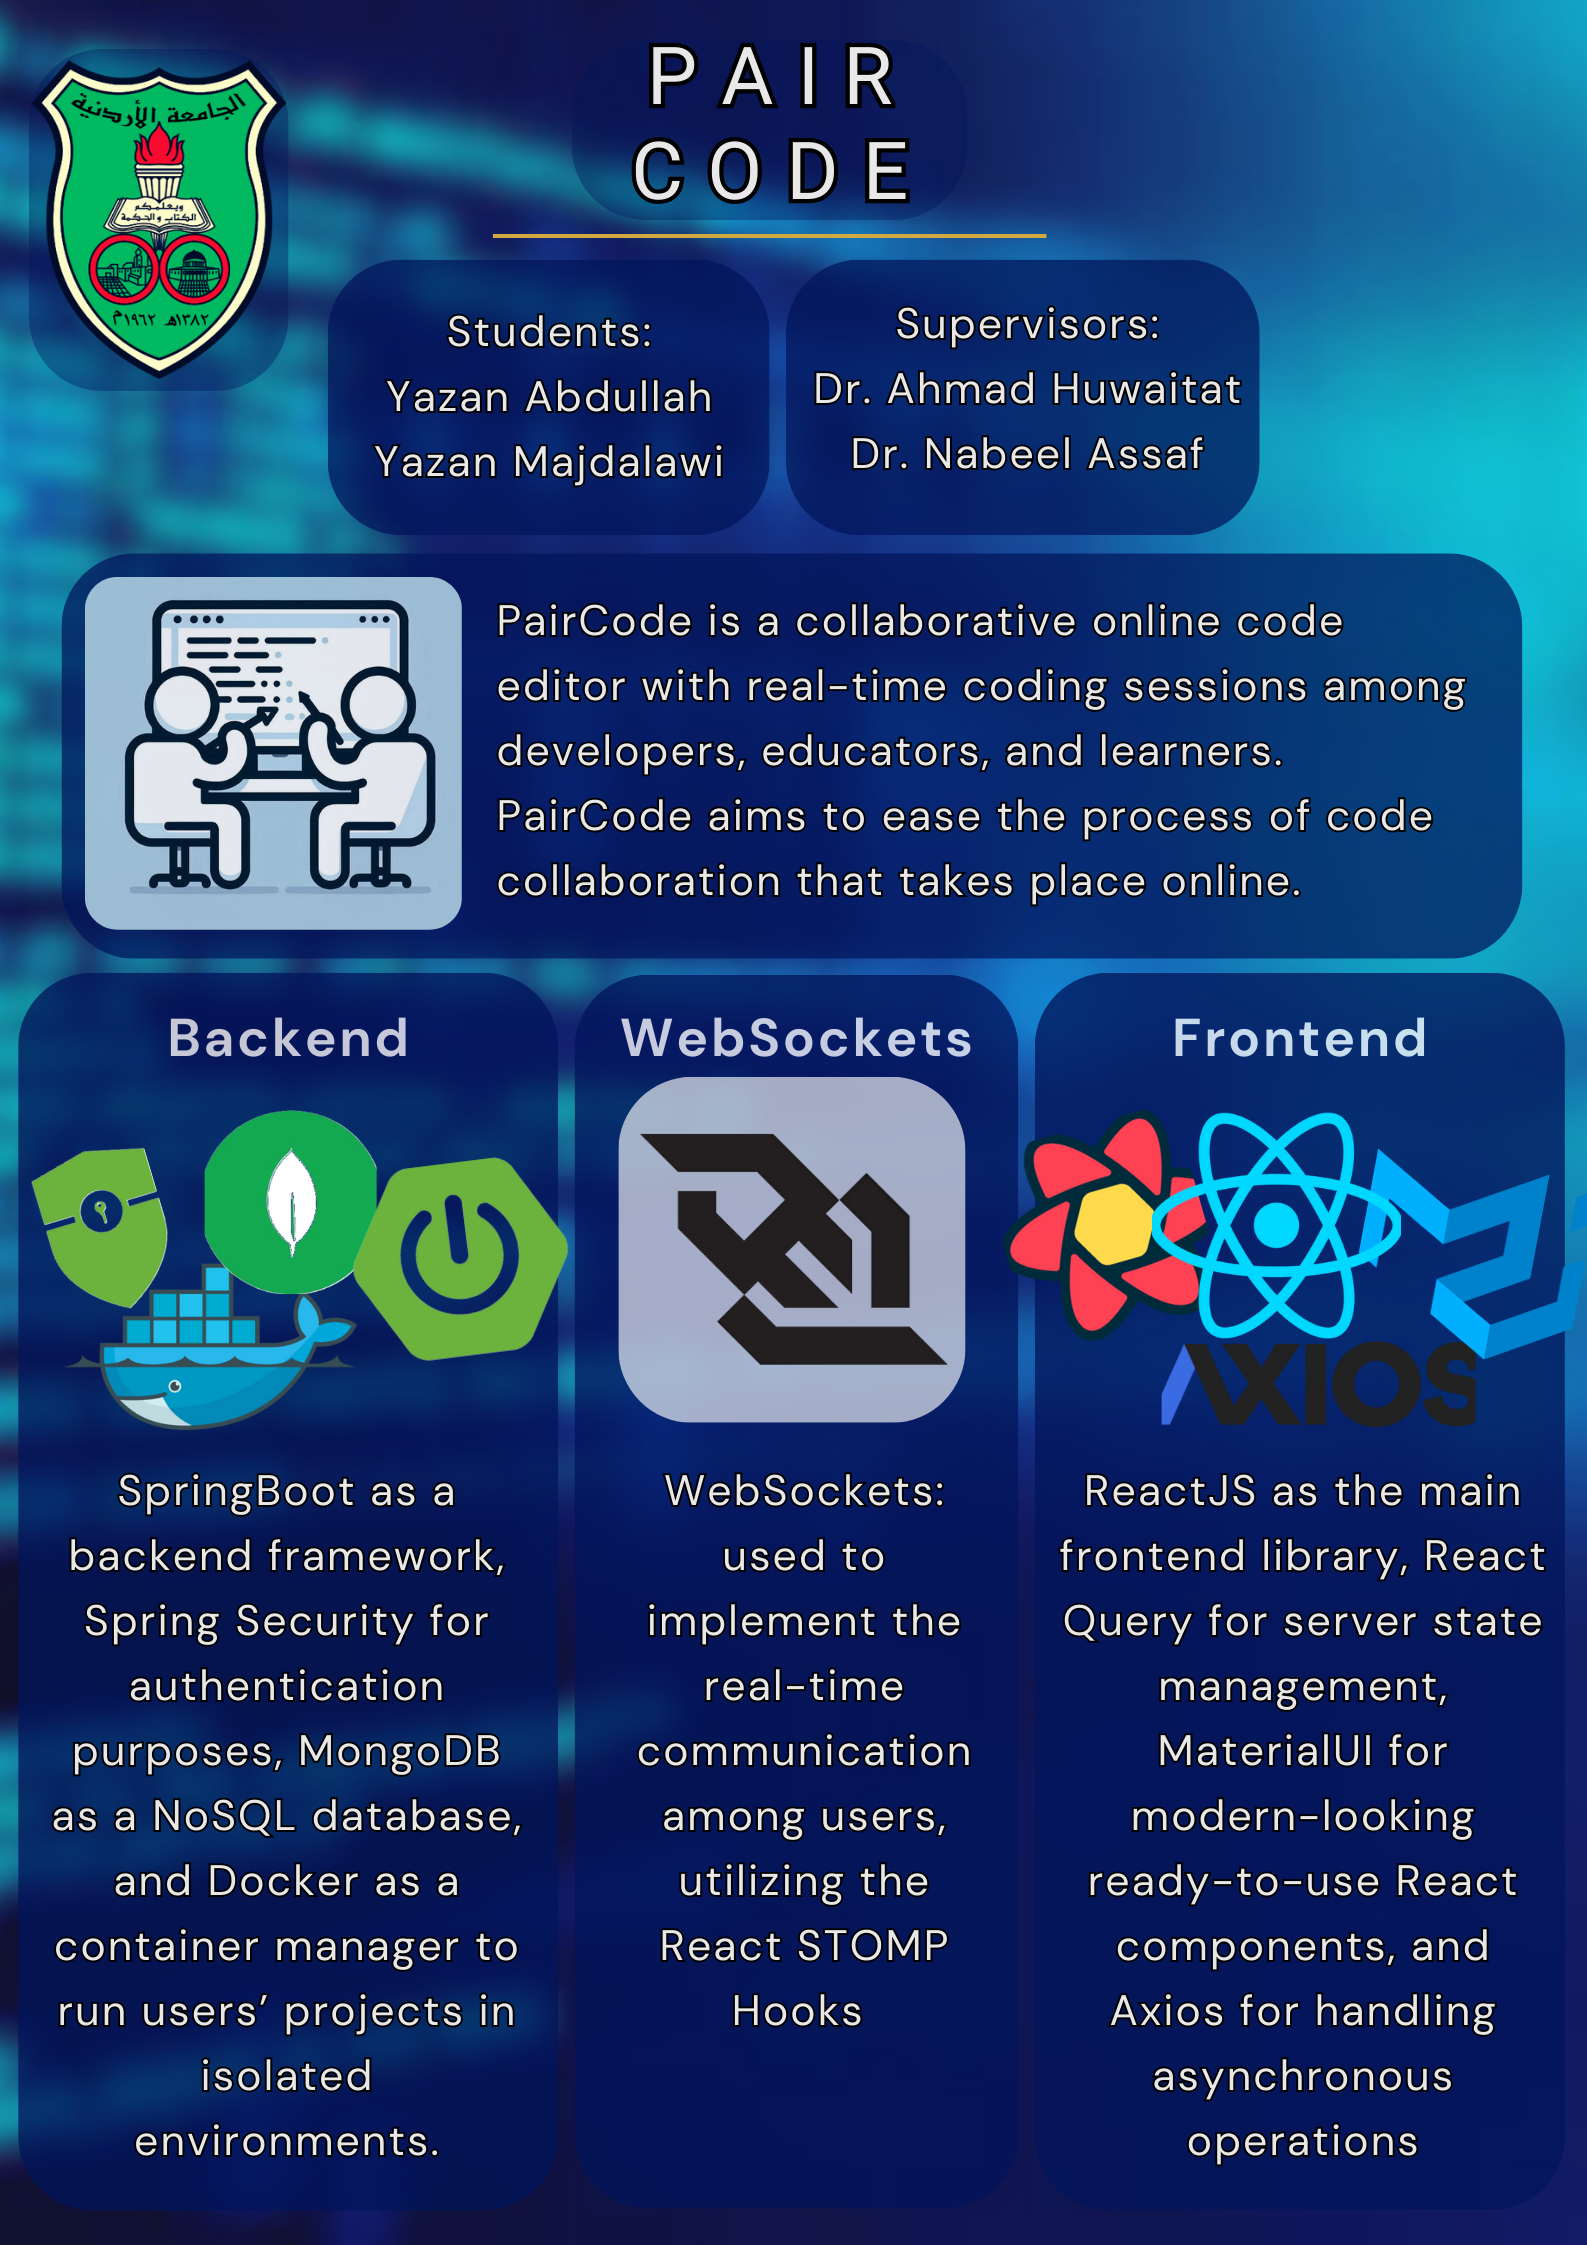 الجامعة الأردنية
ويعلمكم
الكتاب والحكمة
١٣٨٢هـ ١٩٦٢م
PAIR
CODE
Students:
Yazan Abdullah
Yazan Majdalawi
Supervisors:
Dr. Ahmad Huwaitat
Dr. Nabeel Assaf
PairCode is a collaborative online code
editor with real-time coding sessions among
developers, educators, and learners.
PairCode aims to ease the process of code
collaboration that takes place online.
Backend
SpringBoot as a
backend framework,
Spring Security for
authentication
purposes, MongoDB
as a NoSQL database,
and Docker as a
container manager to
run users’ projects in
isolated
environments.
WebSockets
WebSockets:
used to
implement the
real-time
communication
among users,
utilizing the
React STOMP
Hooks
Frontend
AXIOS
ReactJS as the main
frontend library, React
Query for server state
management,
MaterialUI for
modern-looking
ready-to-use React
components, and
Axios for handling
asynchronous
operations